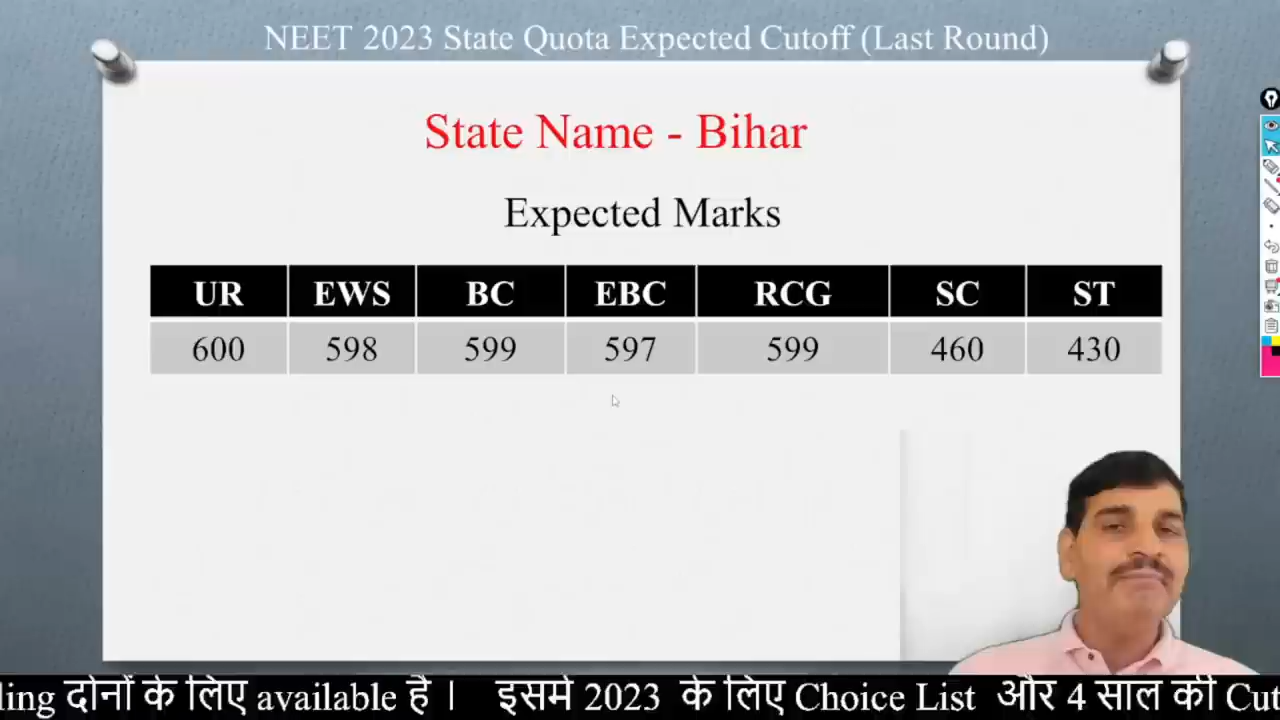 NEET 2023 State Quota Expected Cutoff (Last Round)
State Name - Bihar
Expected Marks
UR EWS BC EBC RCG SC ST
600 598 599 597 599 460 430
ling दोनों के लिए available है । इसमें 2023 के लिए Choice List और 4 साल की Cut